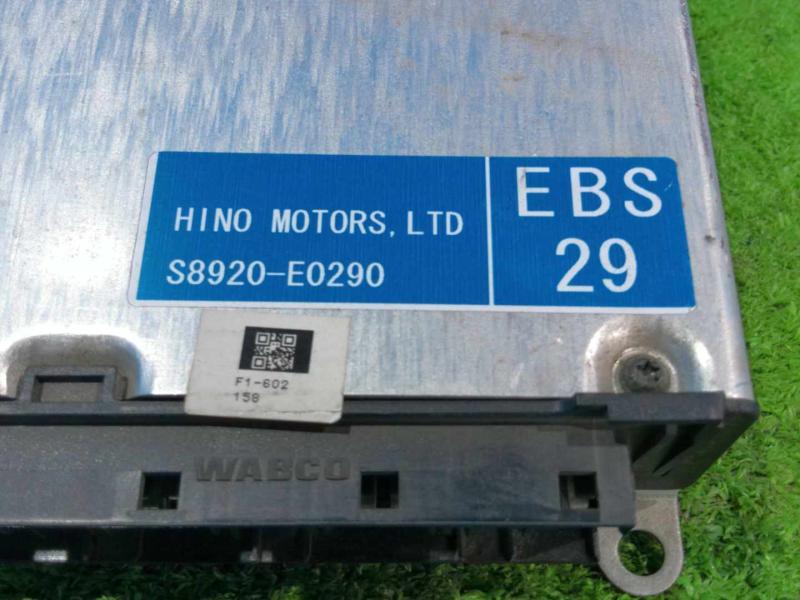 HINO MOTORS, LTD
S8920-E0290
EBS
29
F1-602
158
WABCO